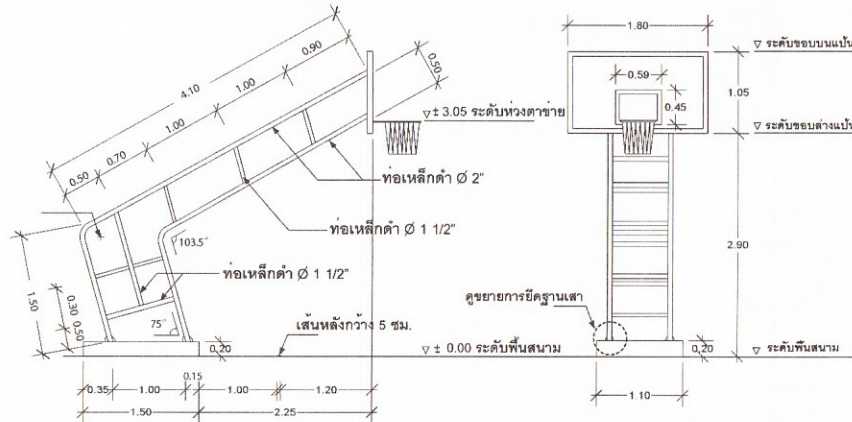 1.80
▽ ระดับขอบบนแป้น
0.90
4.10
1.00
0.50
0.59
0.45
1.05
1.00
▽ ± 3.05 ระดับห่วงตาข่าย
0.70
▽ ระดับขอบล่างแป้น
0.50
ท่อเหล็กดำ Ø 2"
ท่อเหล็กดำ Ø 1 1/2"
103.5°
2.90
1.50
0.30
0.50
ท่อเหล็กดำ Ø 1 1/2"
ดูขยายการยึดฐานเสา
75°
เส้นหลังกว้าง 5 ซม.
0.20
▽ ± 0.00 ระดับพื้นสนาม
0.20
▽ ระดับพื้นสนาม
0.35
1.00
0.15
1.00
1.20
1.10
1.50
2.25